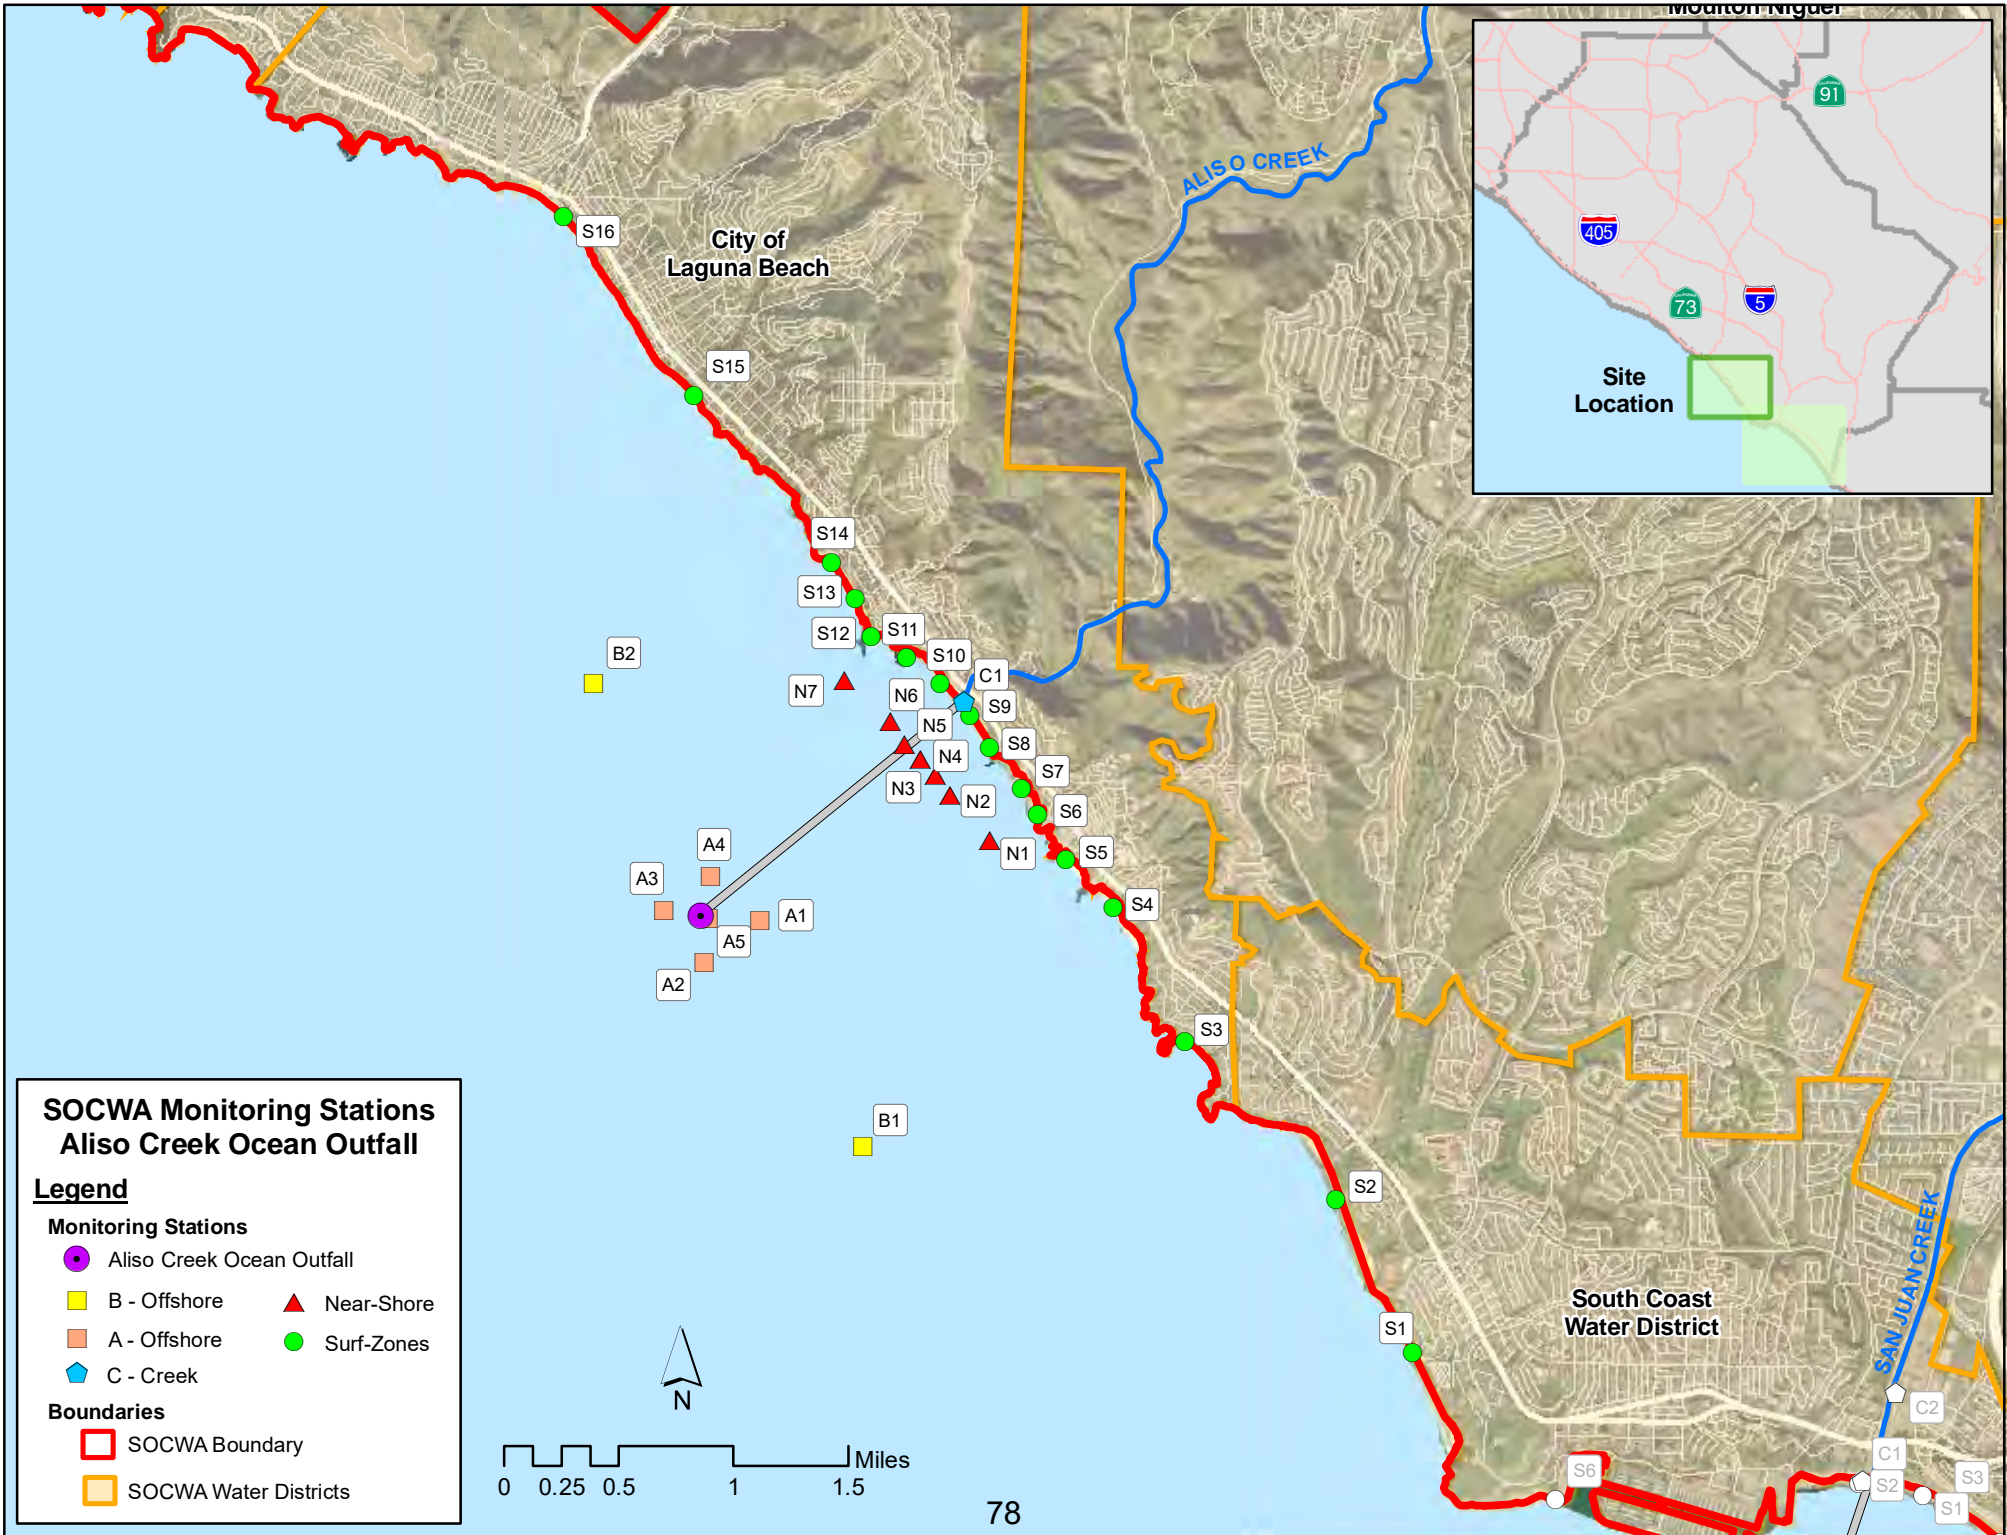 Moulton Niguel
91
405
73
5
Site
Location
ALISO CREEK
City of
Laguna Beach
S16
S15
S14
S13
S12
S11
S10
C1
S9
S8
S7
S6
S5
S4
S3
S2
S1
B2
N7
N6
N5
N4
N3
N2
N1
A4
A3
A1
A5
A2
B1
South Coast
Water District
SAN JUAN CREEK
C2
C1
S6
S2
S3
S1
SOCWA Monitoring Stations
Aliso Creek Ocean Outfall
Legend
Monitoring Stations
Aliso Creek Ocean Outfall
B - Offshore
Near-Shore
A - Offshore
Surf-Zones
C - Creek
Boundaries
SOCWA Boundary
SOCWA Water Districts
N
Miles
0 0.25 0.5 1 1.5
78